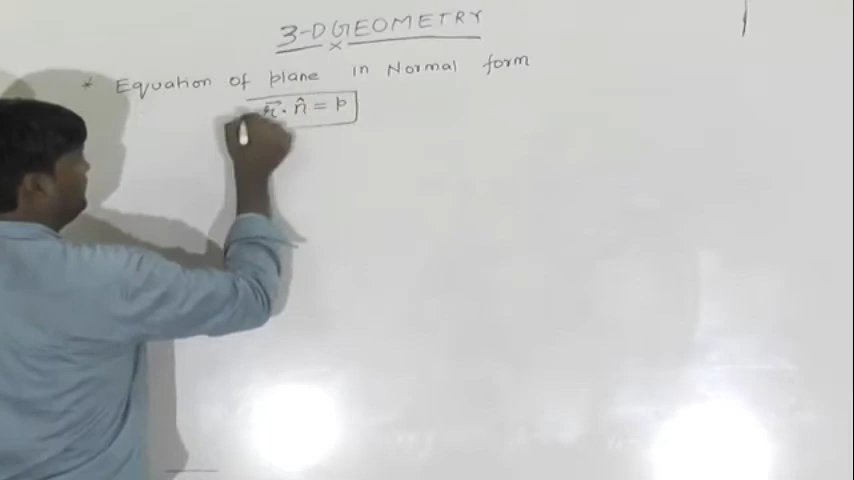 3-D GEOMETRY
×
* Equation of plane in Normal form
r⃗ · n̂ = p